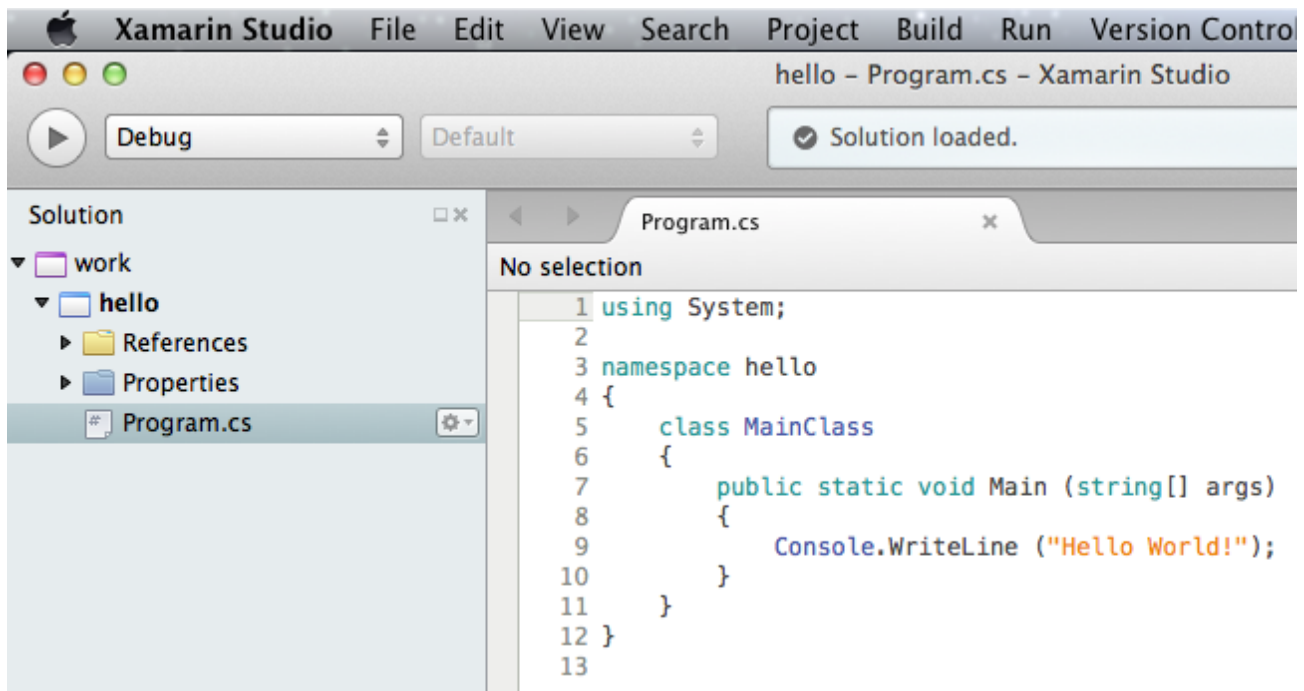 Xamarin Studio File Edit View Search Project Build Run Version Control
hello – Program.cs – Xamarin Studio
Debug Default Solution loaded.
Solution
work
hello
References
Properties
Program.cs
Program.cs
No selection
1 using System;
2
3 namespace hello
4 {
5     class MainClass
6     {
7         public static void Main (string[] args)
8         {
9             Console.WriteLine ("Hello World!");
10         }
11     }
12 }
13